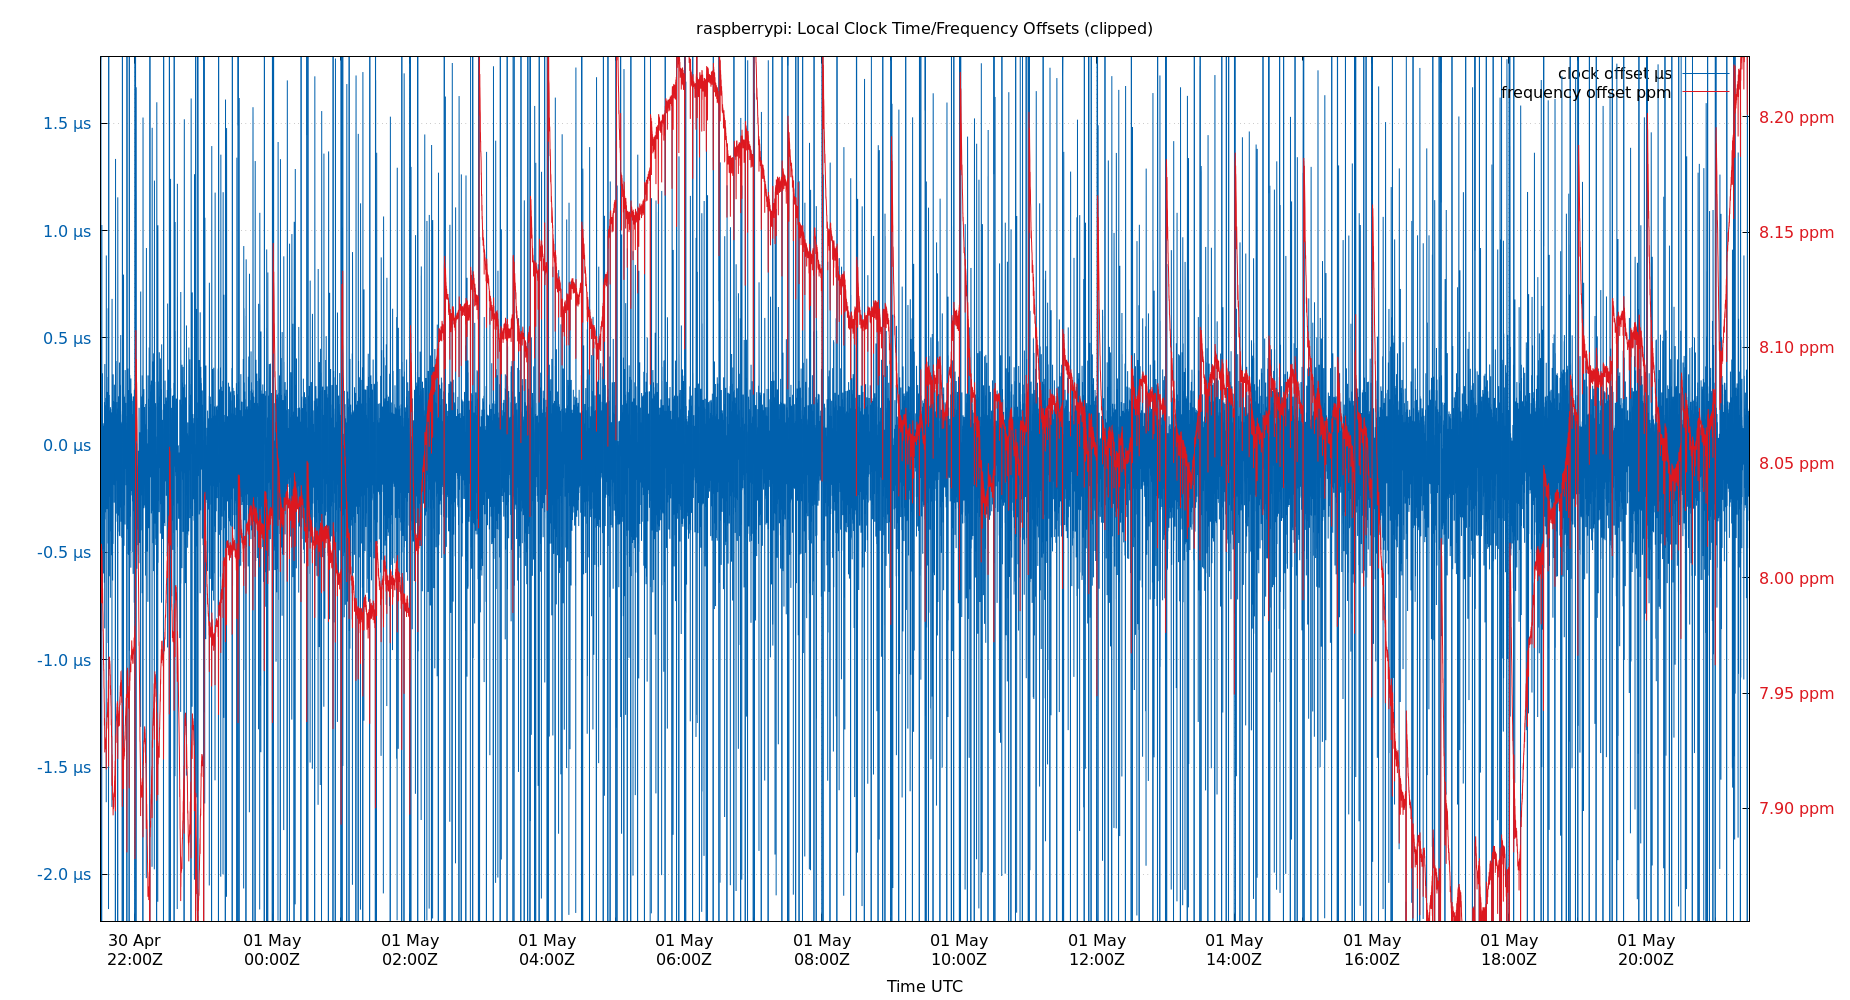 raspberrypi: Local Clock Time/Frequency Offsets (clipped)
clock offset µs
frequency offset ppm
1.5 µs
1.0 µs
0.5 µs
0.0 µs
-0.5 µs
-1.0 µs
-1.5 µs
-2.0 µs
8.20 ppm
8.15 ppm
8.10 ppm
8.05 ppm
8.00 ppm
7.95 ppm
7.90 ppm
30 Apr
22:00Z
01 May
00:00Z
01 May
02:00Z
01 May
04:00Z
01 May
06:00Z
01 May
08:00Z
01 May
10:00Z
01 May
12:00Z
01 May
14:00Z
01 May
16:00Z
01 May
18:00Z
01 May
20:00Z
Time UTC